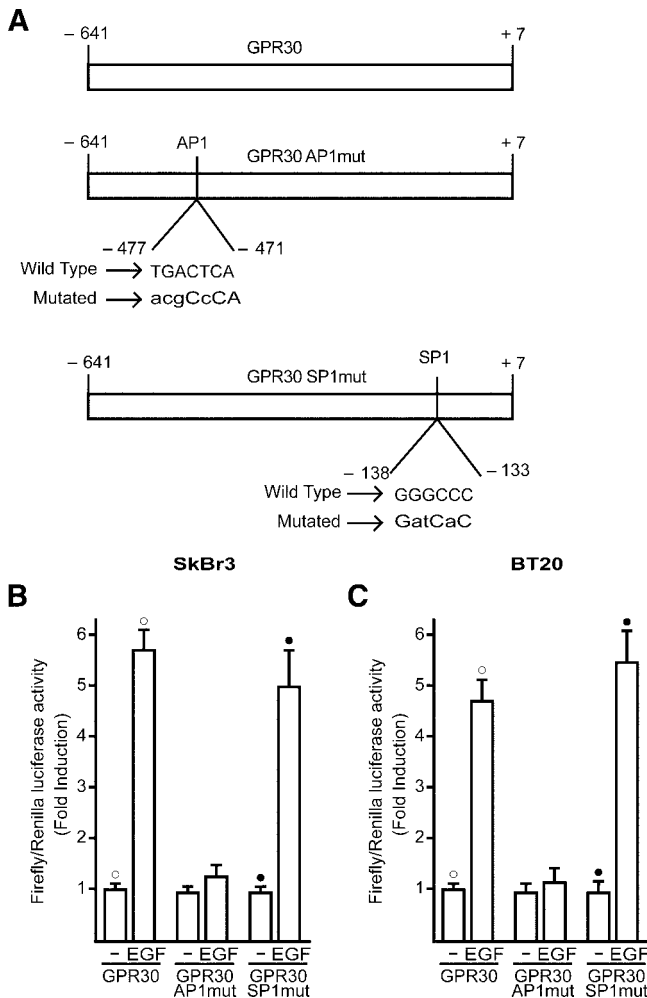 A
– 641
GPR30
+ 7
– 641
AP1
GPR30 AP1mut
+ 7
– 477
– 471
Wild Type
TGACTCA
Mutated
acgCcCA
– 641
GPR30 SP1mut
SP1
+ 7
– 138
– 133
Wild Type
GGGCCC
Mutated
GatCaC
SkBr3
B
Firefly/Renilla luciferase activity
(Fold Induction)
6
5
4
3
2
1
– EGF
– EGF
– EGF
GPR30
GPR30
AP1mut
GPR30
SP1mut
BT20
C
Firefly/Renilla luciferase activity
(Fold Induction)
6
5
4
3
2
1
– EGF
– EGF
– EGF
GPR30
GPR30
AP1mut
GPR30
SP1mut